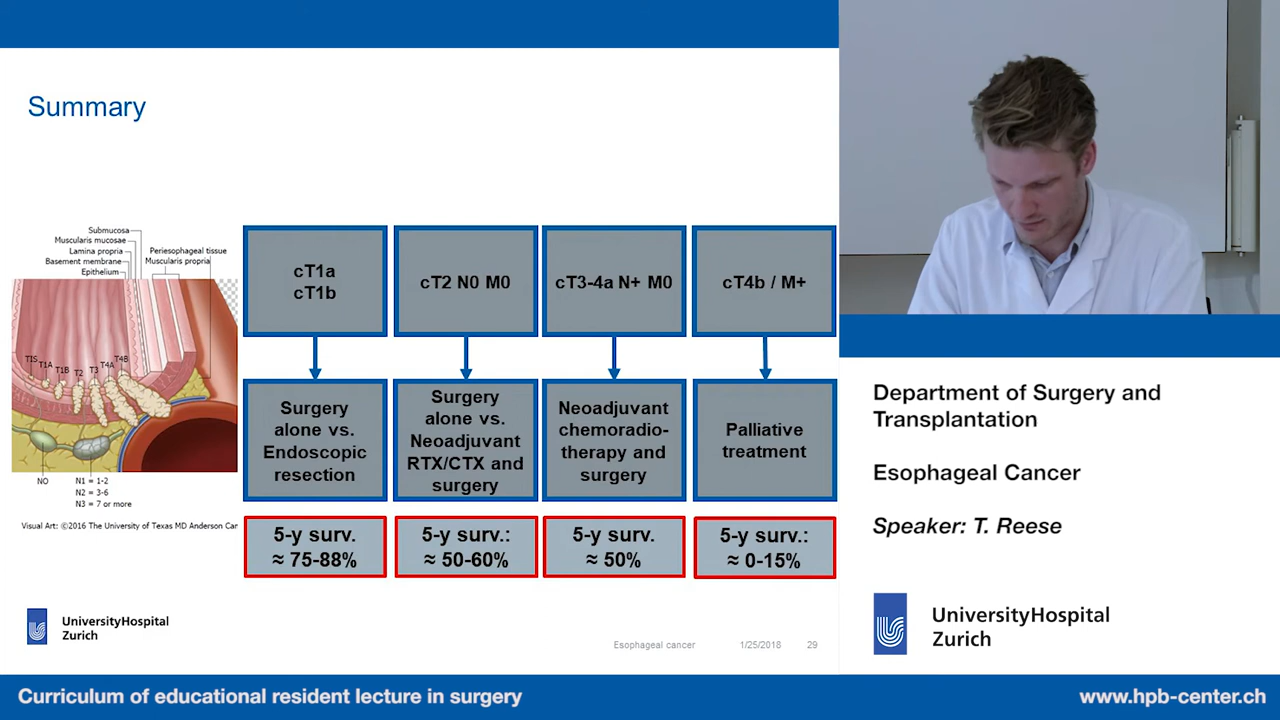 Summary
Submucosa
Muscularis mucosae
Lamina propria
Basement membrane
Epithelium
Periesophageal tissue
Muscularis propria
TIS
T1A
T1B
T2
T3
T4A
T4B
NO
N1 = 1-2
N2 = 3-6
N3 = 7 or more
Visual Art: ©2016 The University of Texas MD Anderson Can
cT1a
cT1b
cT2 N0 M0
cT3-4a N+ M0
cT4b / M+
Surgery
alone vs.
Endoscopic
resection
Surgery
alone vs.
Neoadjuvant
RTX/CTX and
surgery
Neoadjuvant
chemoradio-
therapy and
surgery
Palliative
treatment
5-y surv.
≈ 75-88%
5-y surv.:
≈ 50-60%
5-y surv.
≈ 50%
5-y surv.:
≈ 0-15%
UniversityHospital
Zurich
Esophageal cancer
1/25/2018
29
Department of Surgery and
Transplantation
Esophageal Cancer
Speaker: T. Reese
UniversityHospital
Zurich
Curriculum of educational resident lecture in surgery
www.hpb-center.ch